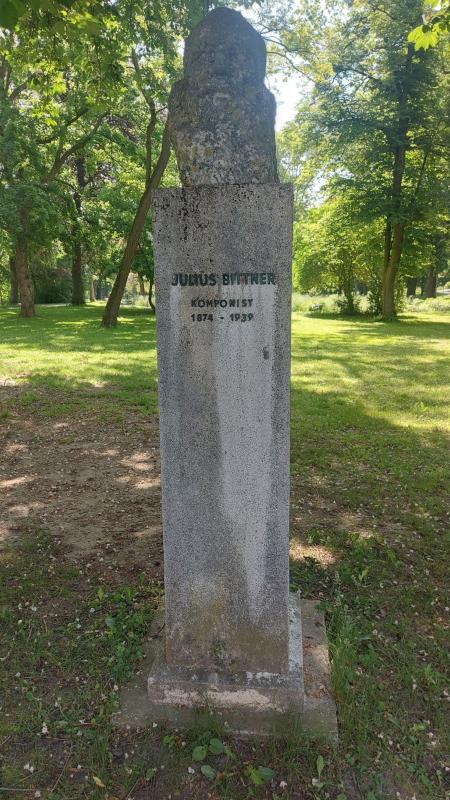 JULIUS BITTNER
KOMPONIST
1874 - 1939